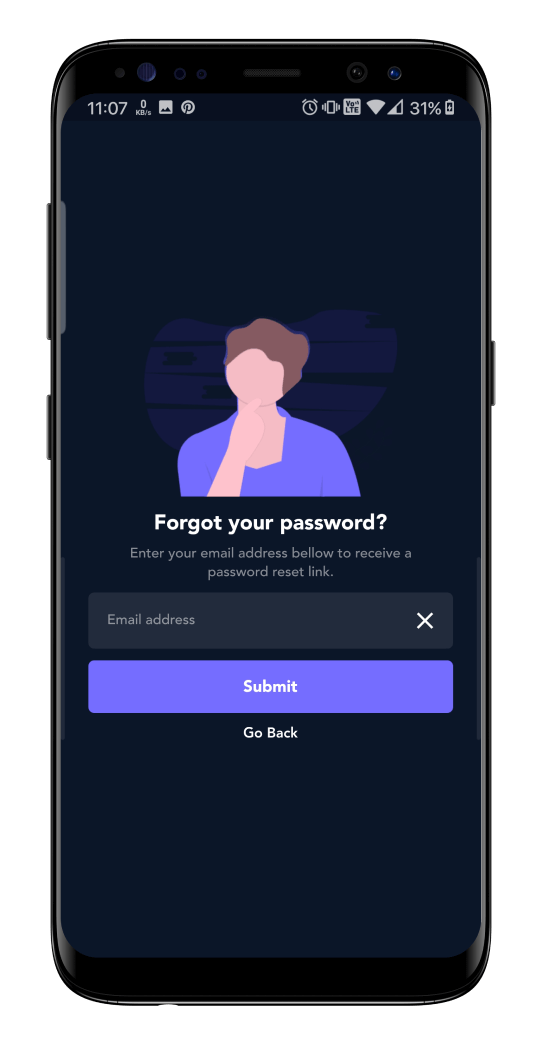 11:07 0 KB/s Vo LTE 31%
Forgot your password?
Enter your email address bellow to receive a
password reset link.
Email address
Submit
Go Back